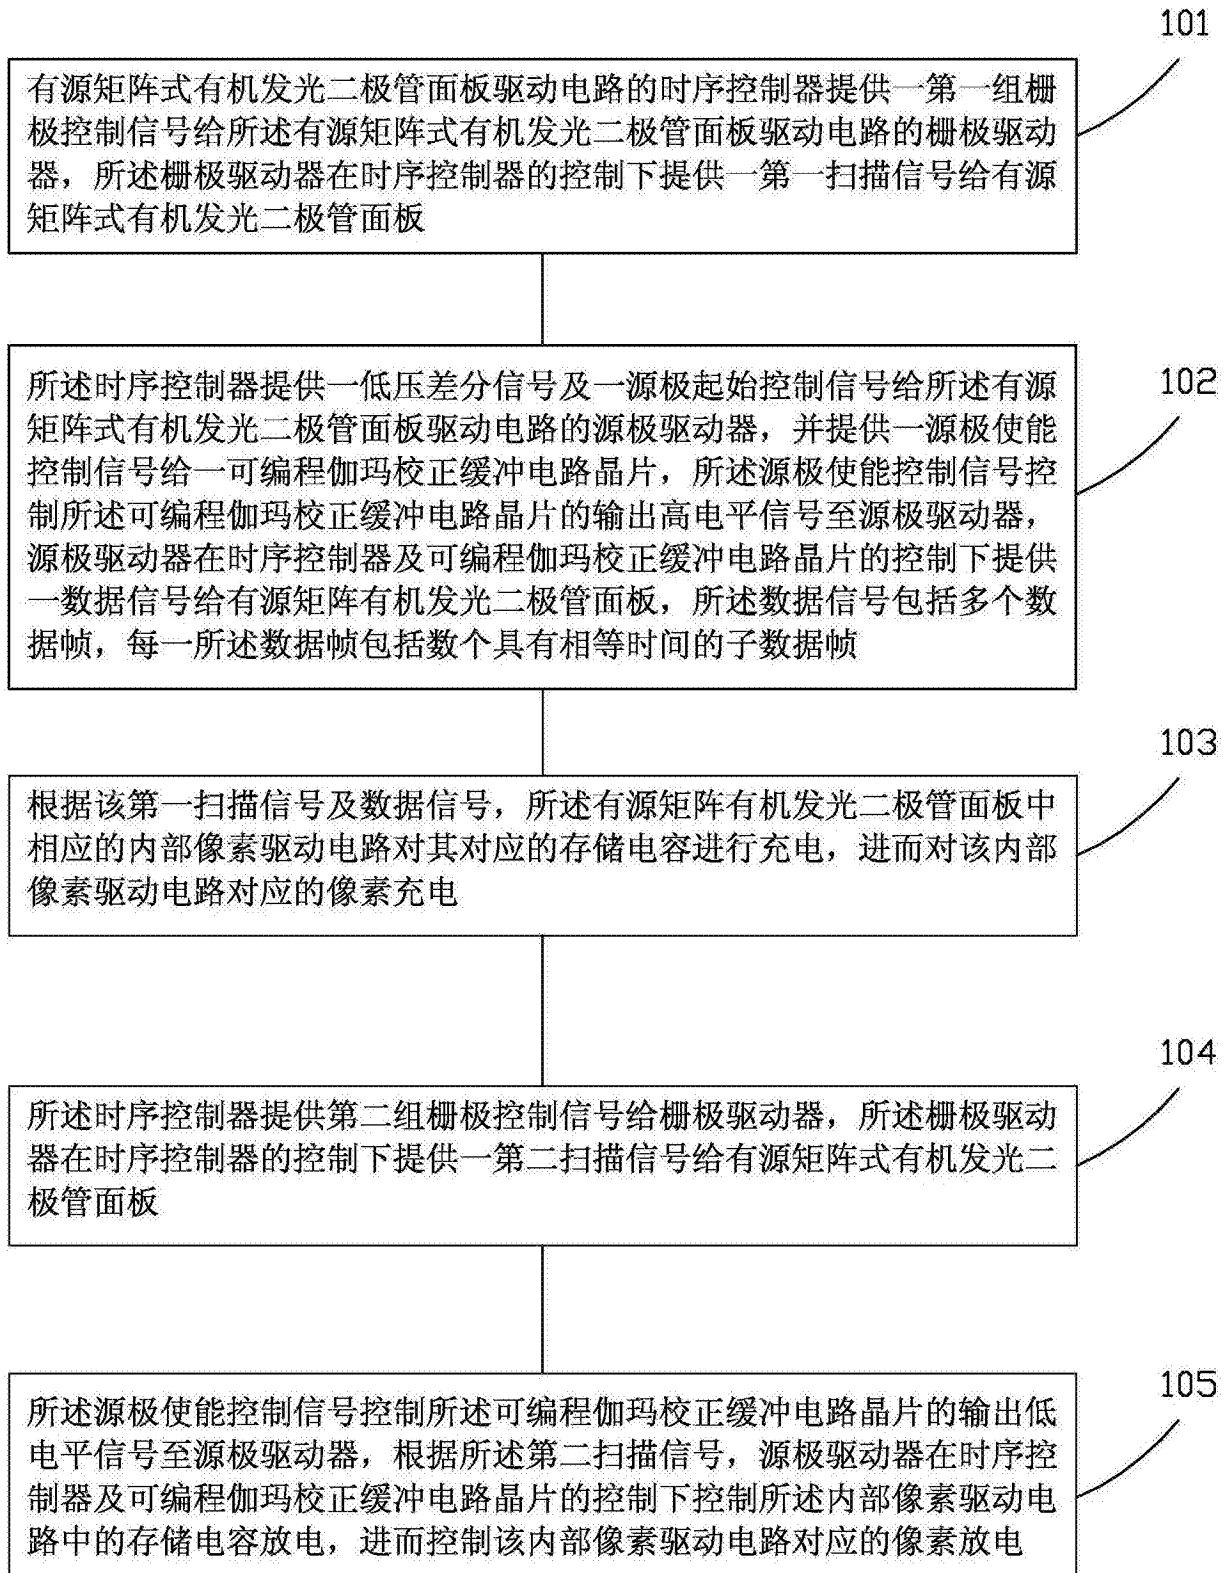 101
有源矩阵式有机发光二极管面板驱动电路的时序控制器提供一第一组栅
极控制信号给所述有源矩阵式有机发光二极管面板驱动电路的栅极驱动
器，所述栅极驱动器在时序控制器的控制下提供一第一扫描信号给有源
矩阵式有机发光二极管面板
102
所述时序控制器提供一低压差分信号及一源极起始控制信号给所述有源
矩阵式有机发光二极管面板驱动电路的源极驱动器，并提供一源极使能
控制信号给一可编程伽玛校正缓冲电路晶片，所述源极使能控制信号控
制所述可编程伽玛校正缓冲电路晶片的输出高电平信号至源极驱动器，
源极驱动器在时序控制器及可编程伽玛校正缓冲电路晶片的控制下提供
一数据信号给有源矩阵有机发光二极管面板，所述数据信号包括多个数
据帧，每一所述数据帧包括数个具有相等时间的子数据帧
103
根据该第一扫描信号及数据信号，所述有源矩阵有机发光二极管面板中
相应的内部像素驱动电路对其对应的存储电容进行充电，进而对该内部
像素驱动电路对应的像素充电
104
所述时序控制器提供第二组栅极控制信号给栅极驱动器，所述栅极驱动
器在时序控制器的控制下提供一第二扫描信号给有源矩阵式有机发光二
极管面板
105
所述源极使能控制信号控制所述可编程伽玛校正缓冲电路晶片的输出低
电平信号至源极驱动器，根据所述第二扫描信号，源极驱动器在时序控
制器及可编程伽玛校正缓冲电路晶片的控制下控制所述内部像素驱动电
路中的存储电容放电，进而控制该内部像素驱动电路对应的像素放电